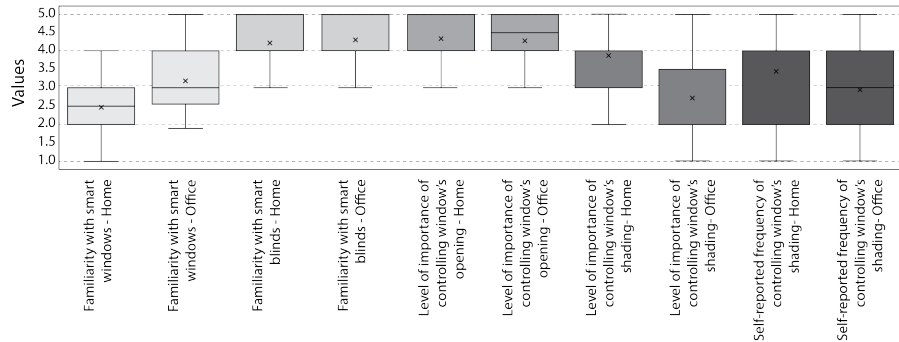 5.0
4.5
4.0
3.5
3.0
2.5
2.0
1.5
1.0
Values
Familiarity with smart
windows - Home
Familiarity with smart
windows - Office
Familiarity with smart
blinds - Home
Familiarity with smart
blinds - Office
Level of importance of
controlling window's
opening - Home
Level of importance of
controlling window's
opening - Office
Level of importance of
controlling window's
shading- Home
Level of importance of
controlling window's
shading- Office
Self-reported frequency of
controlling window's
shading- Home
Self-reported frequency of
controlling window's
shading- Office